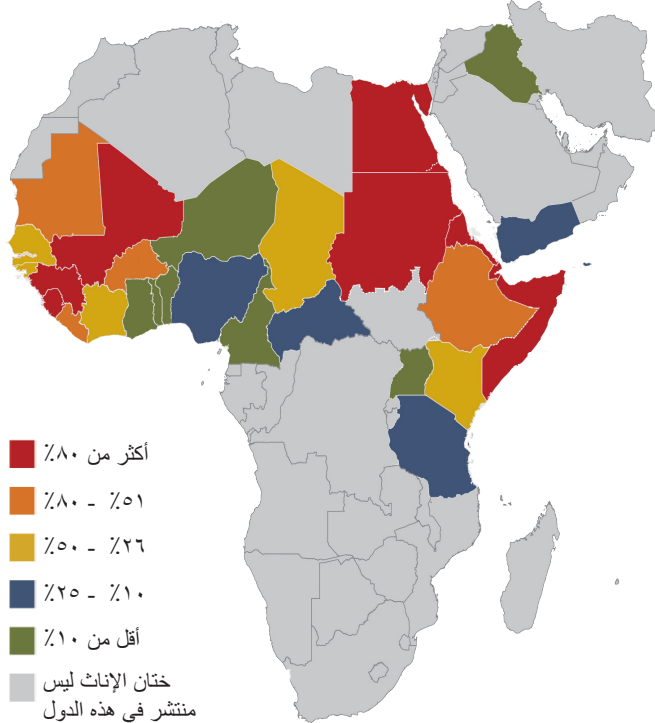 أكثر من ٨٠٪
٥١٪ - ٨٠٪
٢٦٪ - ٥٠٪
١٠٪ - ٢٥٪
أقل من ١٠٪
ختان الإناث ليس
منتشر في هذه الدول